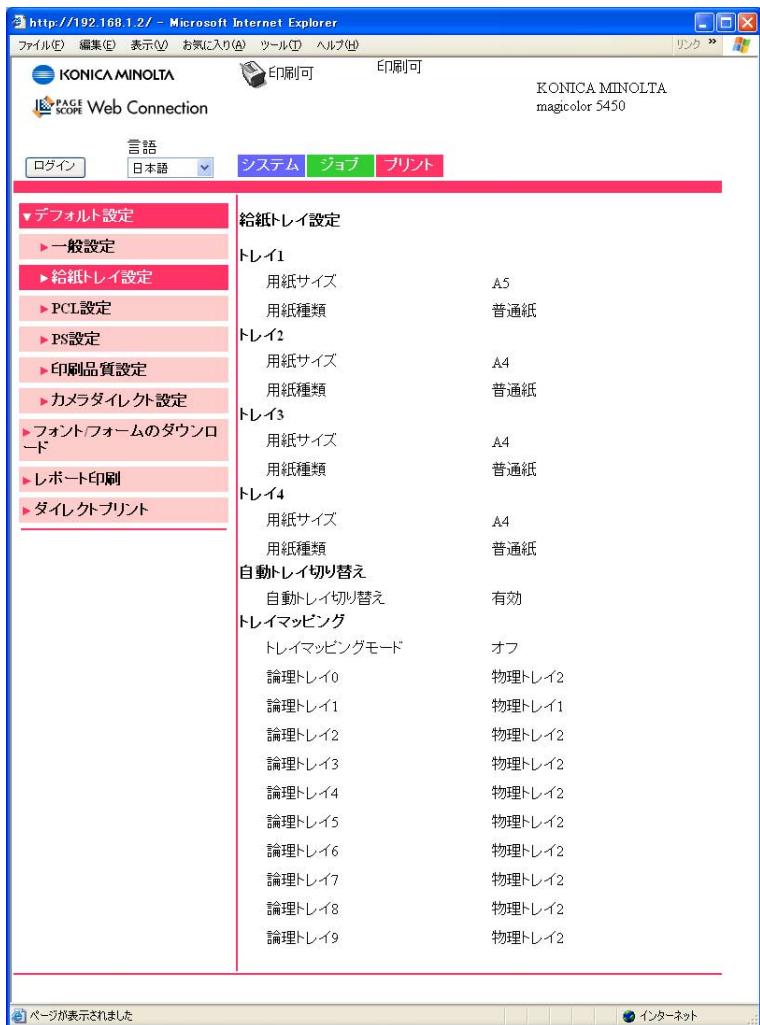 http://192.168.1.2/ - Microsoft Internet Explorer
ファイル(F) 編集(E) 表示(V) お気に入り(A) ツール(T) ヘルプ(H) リンク »
KONICA MINOLTA 印刷可 印刷可
KONICA MINOLTA
magicolor 5450
PAGE SCOPE Web Connection
言語
ログイン 日本語 システム ジョブ プリント
▼デフォルト設定
▶一般設定
▶給紙トレイ設定
▶PCL設定
▶PS設定
▶印刷品質設定
▶カメラダイレクト設定
▶フォント/フォームのダウンロ
ード
▶レポート印刷
▶ダイレクトプリント
給紙トレイ設定
トレイ1
用紙サイズ A5
用紙種類 普通紙
トレイ2
用紙サイズ A4
用紙種類 普通紙
トレイ3
用紙サイズ A4
用紙種類 普通紙
トレイ4
用紙サイズ A4
用紙種類 普通紙
自動トレイ切り替え
自動トレイ切り替え 有効
トレイマッピング
トレイマッピングモード オフ
論理トレイ0 物理トレイ2
論理トレイ1 物理トレイ1
論理トレイ2 物理トレイ2
論理トレイ3 物理トレイ2
論理トレイ4 物理トレイ2
論理トレイ5 物理トレイ2
論理トレイ6 物理トレイ2
論理トレイ7 物理トレイ2
論理トレイ8 物理トレイ2
論理トレイ9 物理トレイ2
ページが表示されました インターネット